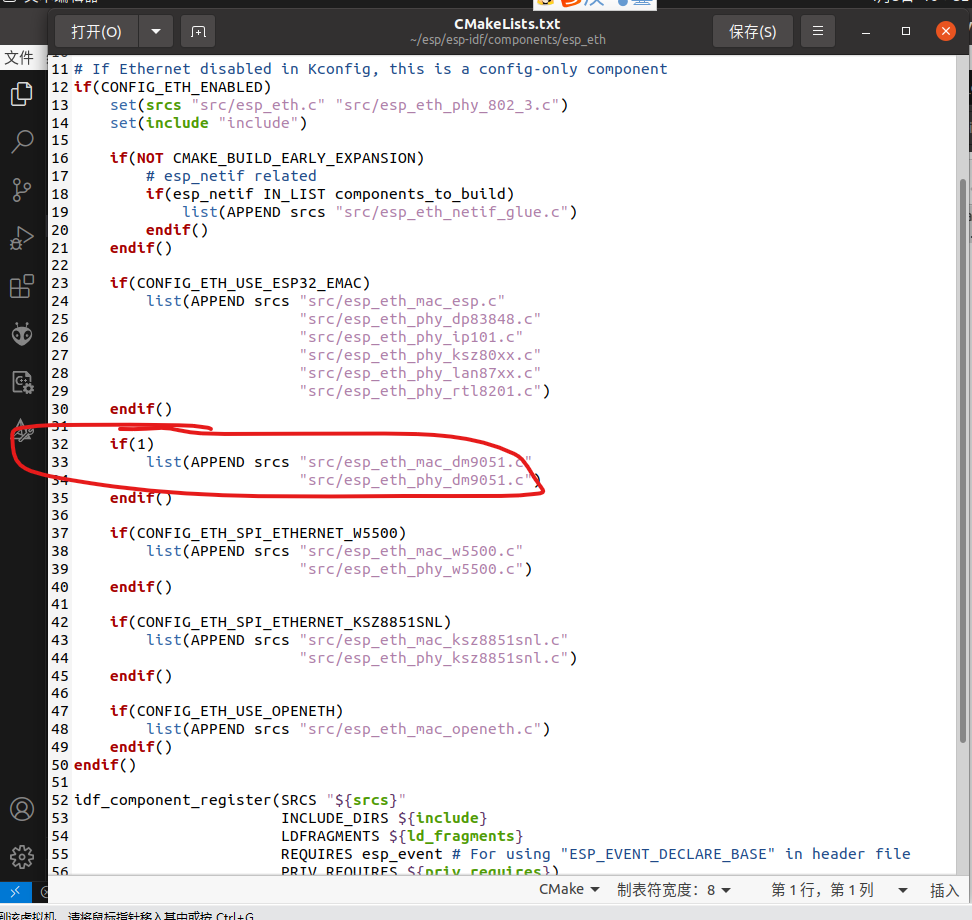 打开(O)
CMakeLists.txt
~/esp/esp-idf/components/esp_eth
保存(S)
文件
11 # If Ethernet disabled in Kconfig, this is a config-only component
12 if(CONFIG_ETH_ENABLED)
13     set(srcs "src/esp_eth.c" "src/esp_eth_phy_802_3.c")
14     set(include "include")
15
16     if(NOT CMAKE_BUILD_EARLY_EXPANSION)
17         # esp_netif related
18         if(esp_netif IN_LIST components_to_build)
19             list(APPEND srcs "src/esp_eth_netif_glue.c")
20         endif()
21     endif()
22
23     if(CONFIG_ETH_USE_ESP32_EMAC)
24         list(APPEND srcs "src/esp_eth_mac_esp.c"
25                          "src/esp_eth_phy_dp83848.c"
26                          "src/esp_eth_phy_ip101.c"
27                          "src/esp_eth_phy_ksz80xx.c"
28                          "src/esp_eth_phy_lan87xx.c"
29                          "src/esp_eth_phy_rtl8201.c")
30     endif()
31
32     if(1)
33         list(APPEND srcs "src/esp_eth_mac_dm9051.c"
34                          "src/esp_eth_phy_dm9051.c")
35     endif()
36
37     if(CONFIG_ETH_SPI_ETHERNET_W5500)
38         list(APPEND srcs "src/esp_eth_mac_w5500.c"
39                          "src/esp_eth_phy_w5500.c")
40     endif()
41
42     if(CONFIG_ETH_SPI_ETHERNET_KSZ8851SNL)
43         list(APPEND srcs "src/esp_eth_mac_ksz8851snl.c"
44                          "src/esp_eth_phy_ksz8851snl.c")
45     endif()
46
47     if(CONFIG_ETH_USE_OPENETH)
48         list(APPEND srcs "src/esp_eth_mac_openeth.c")
49     endif()
50 endif()
51
52 idf_component_register(SRCS "${srcs}"
53                        INCLUDE_DIRS ${include}
54                        LDFRAGMENTS ${ld_fragments}
55                        REQUIRES esp_event # For using "ESP_EVENT_DECLARE_BASE" in header file
56                        PRIV_REQUIRES ${priv_requires})
CMake
制表符宽度：8
第 1 行，第 1 列
插入
到该虚拟机，请将鼠标指针移入其中或按 Ctrl+G